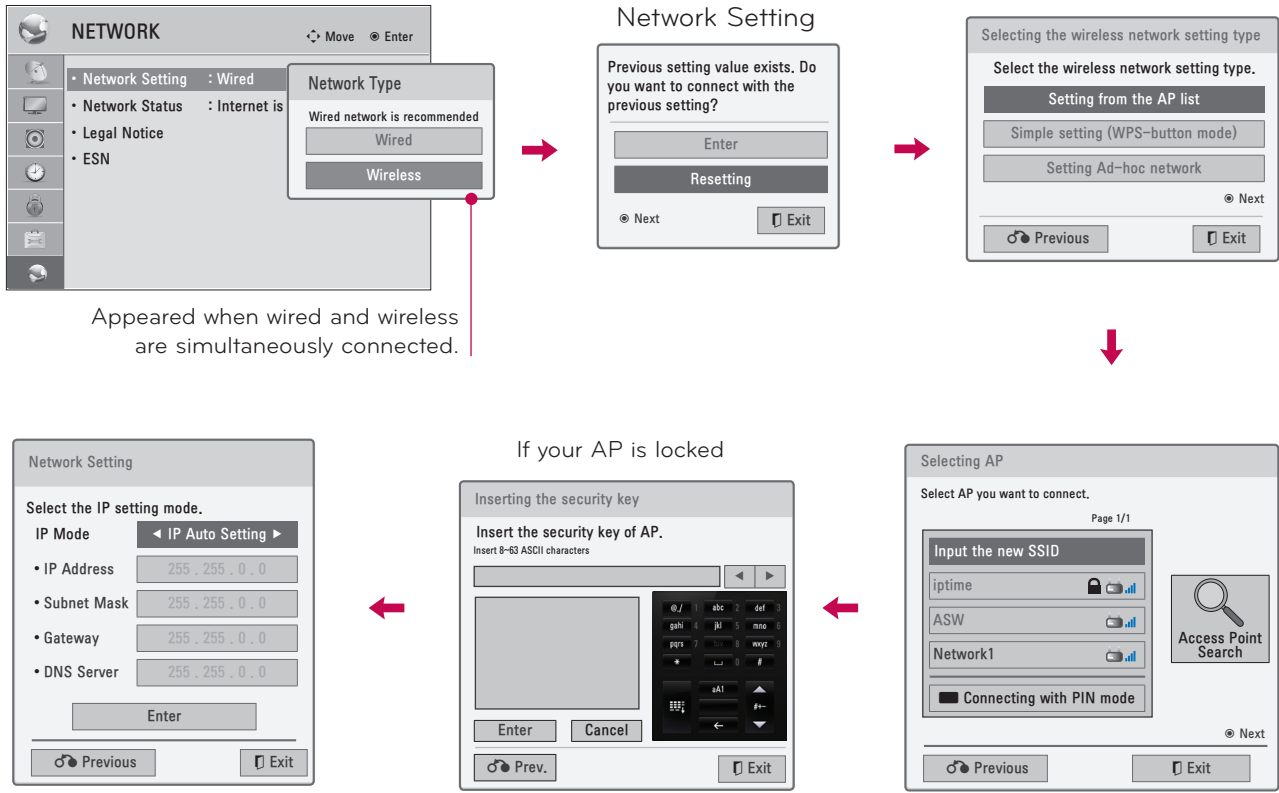 NETWORK
Move ◉ Enter
• Network Setting : Wired
• Network Status : Internet is
• Legal Notice
• ESN
Network Type
Wired network is recommended
Wired
Wireless
Appeared when wired and wireless
are simultaneously connected.
Network Setting
Previous setting value exists. Do
you want to connect with the
previous setting?
Enter
Resetting
◉ Next
Exit
Selecting the wireless network setting type
Select the wireless network setting type.
Setting from the AP list
Simple setting (WPS-button mode)
Setting Ad-hoc network
◉ Next
Previous
Exit
Selecting AP
Select AP you want to connect.
Page 1/1
Input the new SSID
iptime
ASW
Network1
Connecting with PIN mode
Access Point
Search
◉ Next
Previous
Exit
If your AP is locked
Inserting the security key
Insert the security key of AP.
Insert 8~63 ASCII characters
◄ ►
@./ 1 abc 2 def 3
gahi 4 jkl 5 mno 6
pqrs 7 8 wxyz 9
* 0 #
aA1
#+-
←
Enter Cancel
Prev.
Exit
Network Setting
Select the IP setting mode.
IP Mode ◄ IP Auto Setting ►
• IP Address 255 . 255 . 0 . 0
• Subnet Mask 255 . 255 . 0 . 0
• Gateway 255 . 255 . 0 . 0
• DNS Server 255 . 255 . 0 . 0
Enter
Previous
Exit